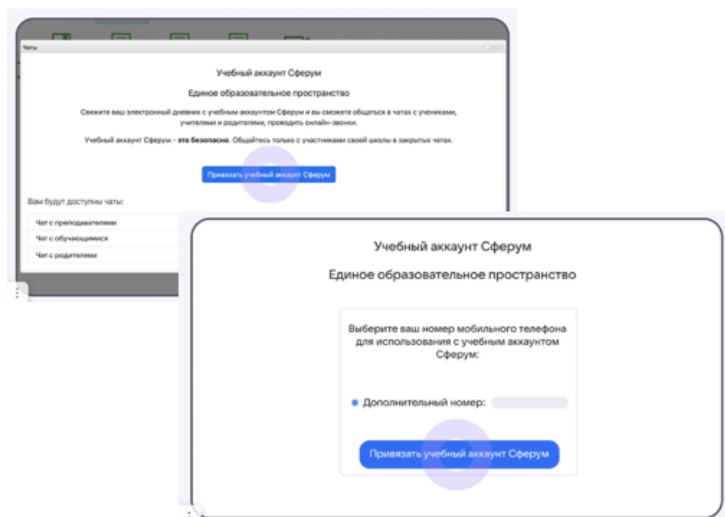 Чаты
Учебный аккаунт Сферум
Единое образовательное пространство
Свяжите ваш электронный дневник с учебным аккаунтом Сферум и вы сможете общаться в чатах с учениками,
учителями и родителями, проводить онлайн-звонки.
Учебный аккаунт Сферум - это безопасно. Общайтесь только с участниками своей школы в закрытых чатах.
Привязать учебный аккаунт Сферум
Вам будут доступны чаты:
Чат с преподавателями
Чат с обучающимися
Чат с родителями
Учебный аккаунт Сферум
Единое образовательное пространство
Выберите ваш номер мобильного телефона
для использования с учебным аккаунтом
Сферум:
Дополнительный номер:
Привязать учебный аккаунт Сферум